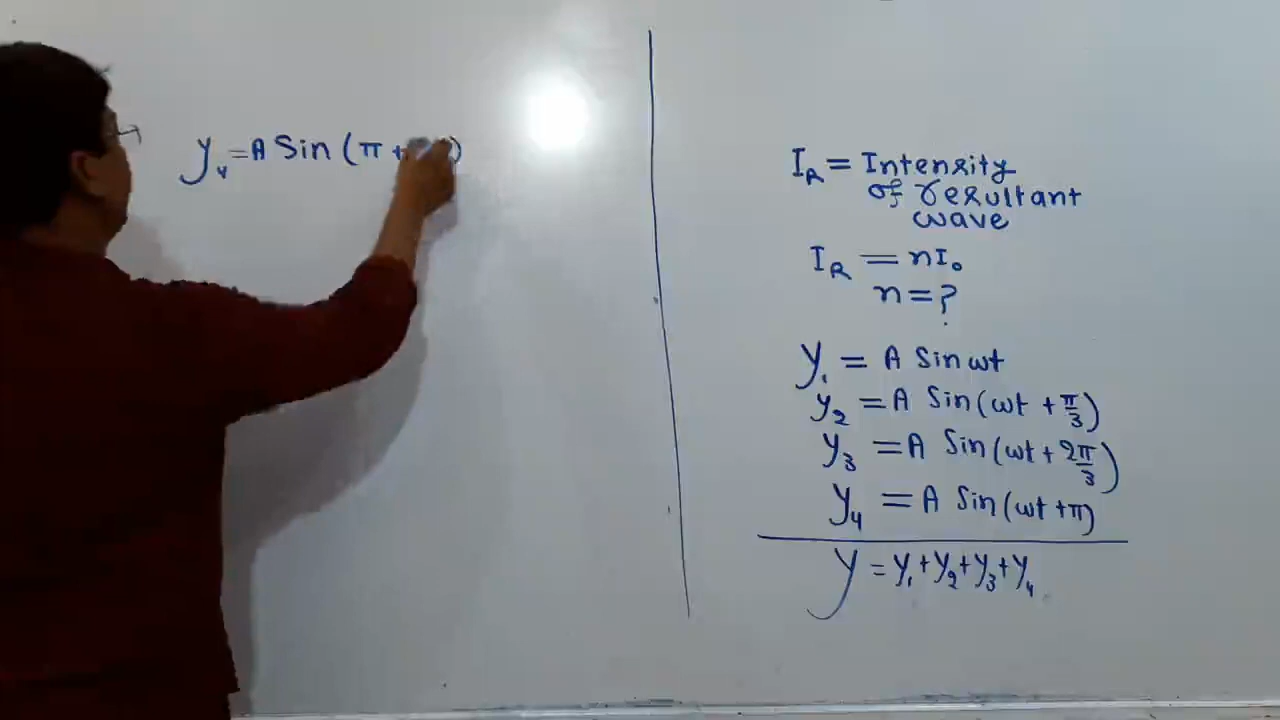 y₄ = A Sin (π + )
I_R = Intensity
of resultant
wave
I_R = nI₀
n = ?
y₁ = A Sin ωt
y₂ = A Sin(ωt + π/3)
y₃ = A Sin(ωt + 2π/3)
y₄ = A Sin(ωt + π)
y = y₁ + y₂ + y₃ + y₄